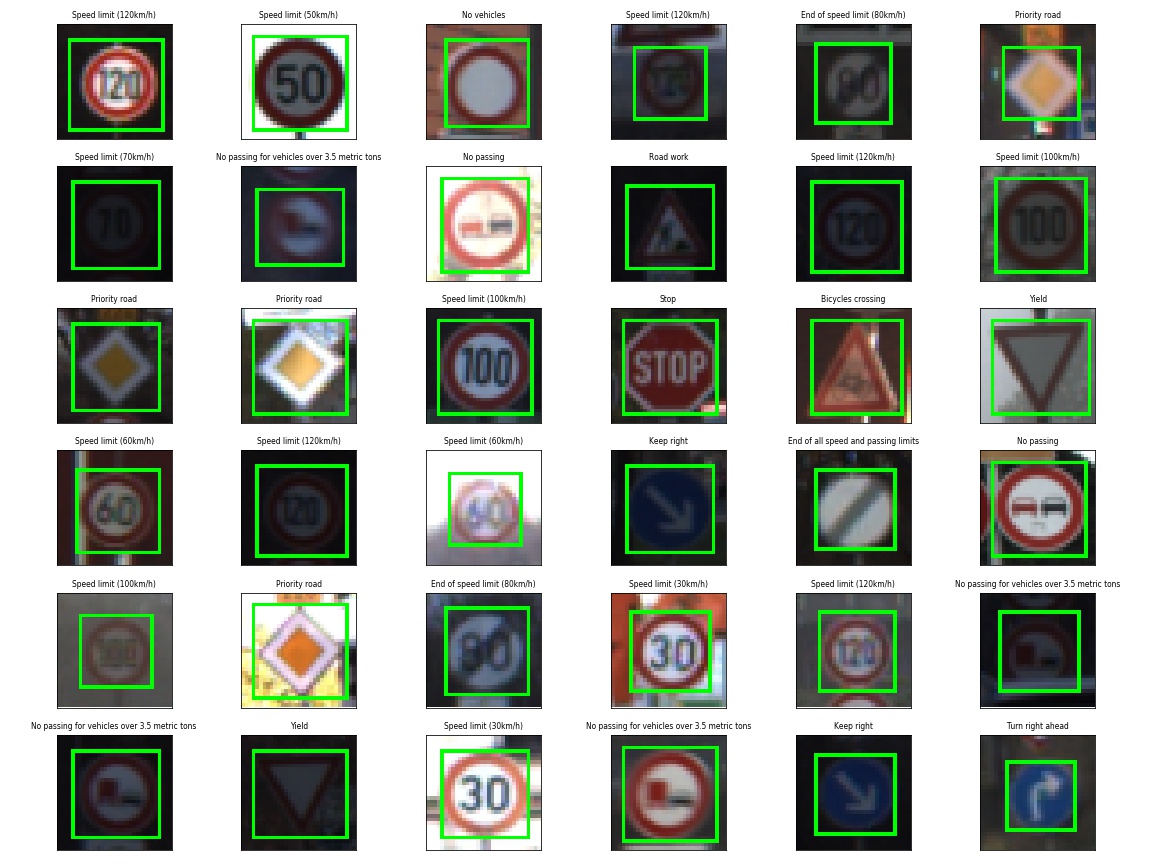 Speed limit (120km/h)
Speed limit (50km/h)
No vehicles
Speed limit (120km/h)
End of speed limit (80km/h)
Priority road
120
50
120
80
Speed limit (70km/h)
No passing for vehicles over 3.5 metric tons
No passing
Road work
Speed limit (120km/h)
Speed limit (100km/h)
70
120
100
Priority road
Priority road
Speed limit (100km/h)
Stop
Bicycles crossing
Yield
100
STOP
Speed limit (60km/h)
Speed limit (120km/h)
Speed limit (60km/h)
Keep right
End of all speed and passing limits
No passing
60
120
60
Speed limit (100km/h)
Priority road
End of speed limit (80km/h)
Speed limit (30km/h)
Speed limit (120km/h)
No passing for vehicles over 3.5 metric tons
100
80
30
120
No passing for vehicles over 3.5 metric tons
Yield
Speed limit (30km/h)
No passing for vehicles over 3.5 metric tons
Keep right
Turn right ahead
30